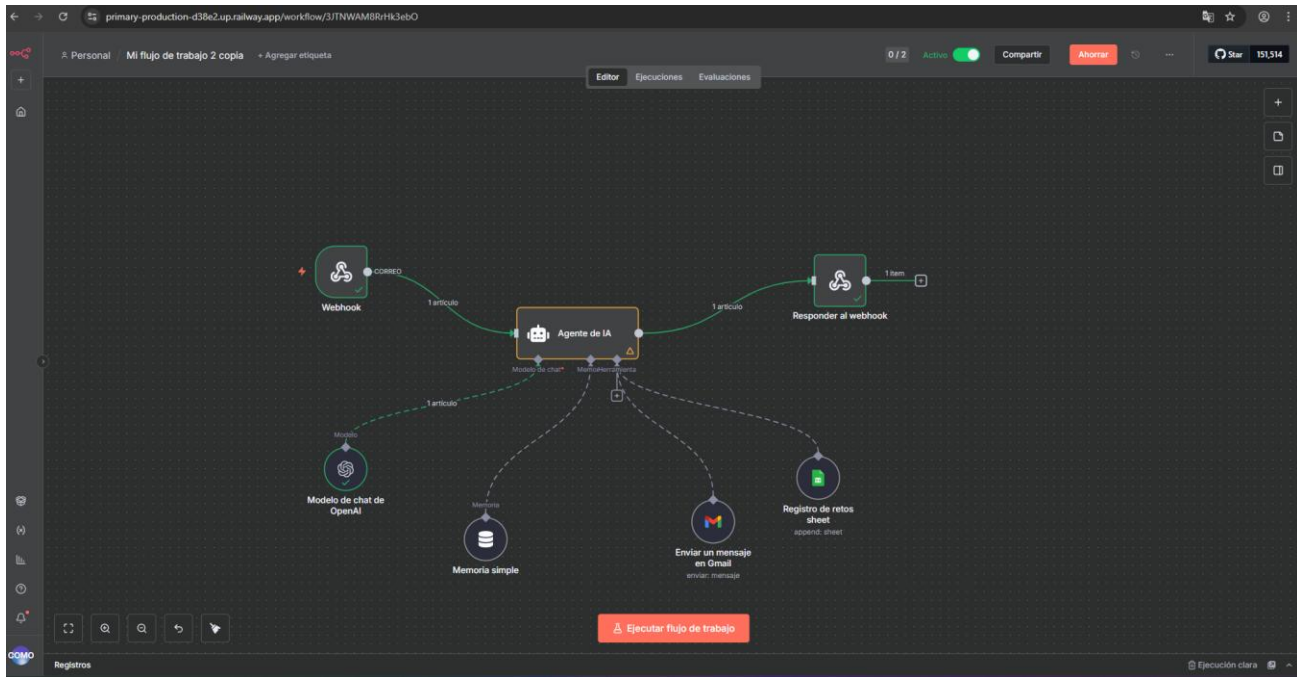 primary-production-d38e2.up.railway.app/workflow/3JTNWAM8RrHk3ebO
Personal / Mi flujo de trabajo 2 copia + Agregar etiqueta
0 / 2 Activo Compartir Ahorrar ... Star 151,514
Editor Ejecuciones Evaluaciones
CORREO
Webhook
1 artículo
Agente de IA
1 artículo
1 ítem
Responder al webhook
Modelo de chat*
Memoria
Herramienta
1 artículo
Modelo
Modelo de chat de
OpenAI
Memoria
Memoria simple
Enviar un mensaje
en Gmail
enviar: mensaje
Registro de retos
sheet
append: sheet
Ejecutar flujo de trabajo
COMO
Registros
Ejecución clara